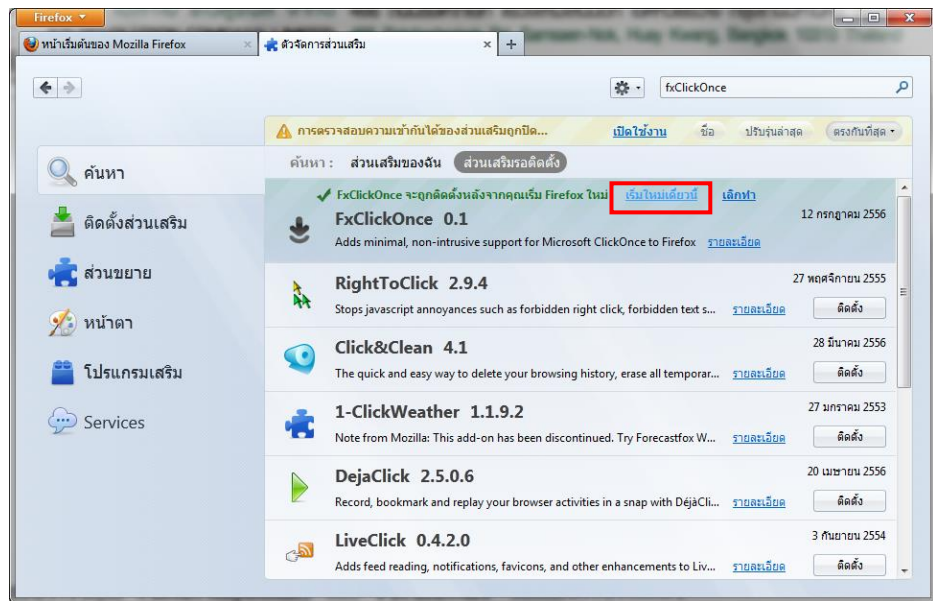 Firefox
หน้าเริ่มต้นของ Mozilla Firefox
ตัวจัดการส่วนเสริม
fxClickOnce
การตรวจสอบความเข้ากันได้ของส่วนเสริมถูกปิด... เปิดใช้งาน ชื่อ ปรับรุ่นล่าสุด ตรงกันที่สุด
ค้นหา : ส่วนเสริมของฉัน ส่วนเสริมรอติดตั้ง
ค้นหา
ติดตั้งส่วนเสริม
ส่วนขยาย
หน้าตา
โปรแกรมเสริม
Services
FxClickOnce จะถูกติดตั้งหลังจากคุณเริ่ม Firefox ใหม่ เริ่มใหม่เดี๋ยวนี้ เลิกทำ
FxClickOnce 0.1 12 กรกฎาคม 2556
Adds minimal, non-intrusive support for Microsoft ClickOnce to Firefox รายละเอียด
RightToClick 2.9.4 27 พฤศจิกายน 2555
Stops javascript annoyances such as forbidden right click, forbidden text s... รายละเอียด ติดตั้ง
Click&Clean 4.1 28 มีนาคม 2556
The quick and easy way to delete your browsing history, erase all temporar... รายละเอียด ติดตั้ง
1-ClickWeather 1.1.9.2 27 มกราคม 2553
Note from Mozilla: This add-on has been discontinued. Try Forecastfox W... รายละเอียด ติดตั้ง
DejaClick 2.5.0.6 20 เมษายน 2556
Record, bookmark and replay your browser activities in a snap with DéjàCli... รายละเอียด ติดตั้ง
LiveClick 0.4.2.0 3 กันยายน 2554
Adds feed reading, notifications, favicons, and other enhancements to Liv... รายละเอียด ติดตั้ง